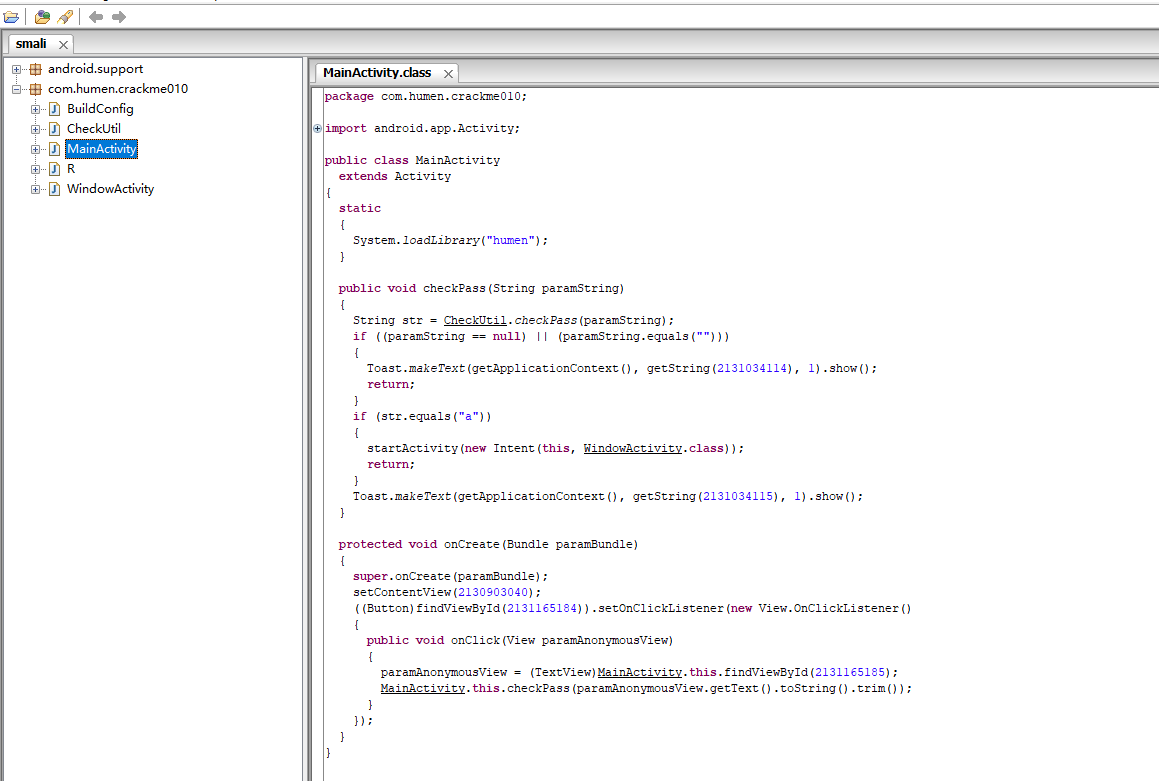 smali
android.support
com.humen.crackme010
BuildConfig
CheckUtil
MainActivity
R
WindowActivity
MainActivity.class
package com.humen.crackme010;
import android.app.Activity;
public class MainActivity
  extends Activity
{
  static
  {
    System.loadLibrary("humen");
  }
  public void checkPass(String paramString)
  {
    String str = CheckUtil.checkPass(paramString);
    if ((paramString == null) || (paramString.equals("")))
    {
      Toast.makeText(getApplicationContext(), getString(2131034114), 1).show();
      return;
    }
    if (str.equals("a"))
    {
      startActivity(new Intent(this, WindowActivity.class));
      return;
    }
    Toast.makeText(getApplicationContext(), getString(2131034115), 1).show();
  }
  protected void onCreate(Bundle paramBundle)
  {
    super.onCreate(paramBundle);
    setContentView(2130903040);
    ((Button)findViewById(2131165184)).setOnClickListener(new View.OnClickListener()
    {
      public void onClick(View paramAnonymousView)
      {
        paramAnonymousView = (TextView)MainActivity.this.findViewById(2131165185);
        MainActivity.this.checkPass(paramAnonymousView.getText().toString().trim());
      }
    });
  }
}